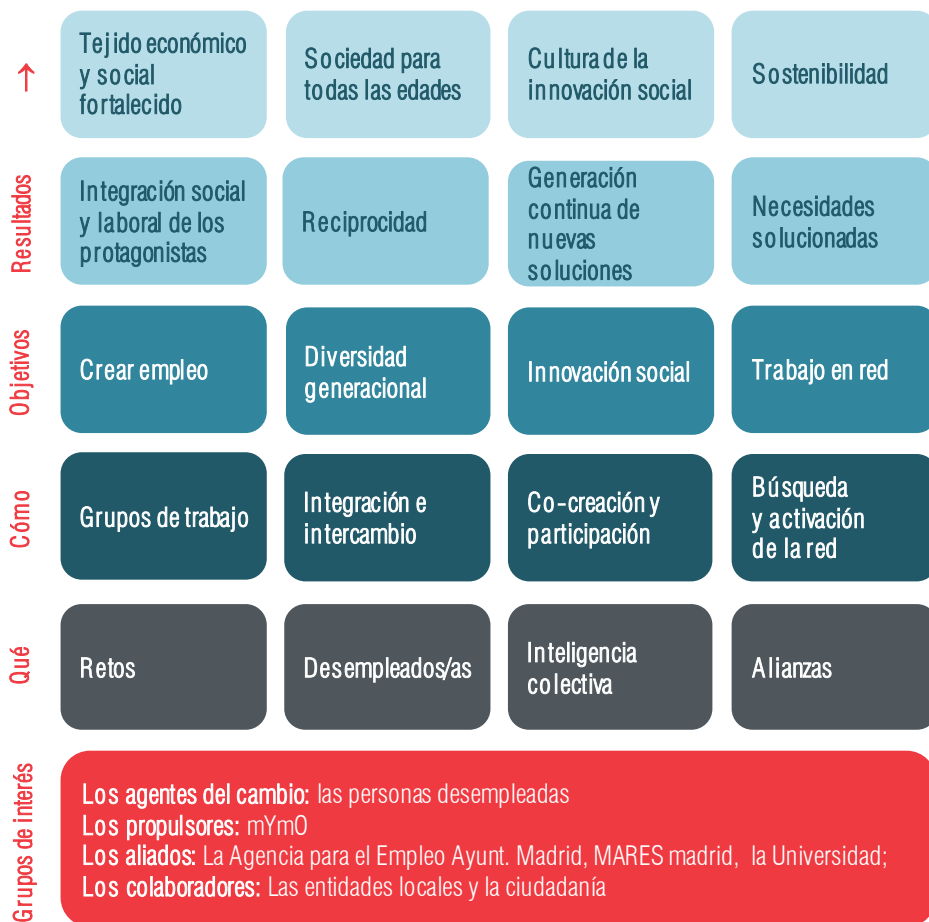 ↑
Tejido económico
y social
fortalecido
Sociedad para
todas las edades
Cultura de la
innovación social
Sostenibilidad
Resultados
Integración social
y laboral de los
protagonistas
Reciprocidad
Generación
continua de
nuevas
soluciones
Necesidades
solucionadas
Objetivos
Crear empleo
Diversidad
generacional
Innovación social
Trabajo en red
Cómo
Grupos de trabajo
Integración e
intercambio
Co-creación y
participación
Búsqueda
y activación
de la red
Qué
Retos
Desempleados/as
Inteligencia
colectiva
Alianzas
Grupos de interés
Los agentes del cambio: las personas desempleadas
Los propulsores: mYmO
Los aliados: La Agencia para el Empleo Ayunt. Madrid, MARES madrid, la Universidad;
Los colaboradores: Las entidades locales y la ciudadanía